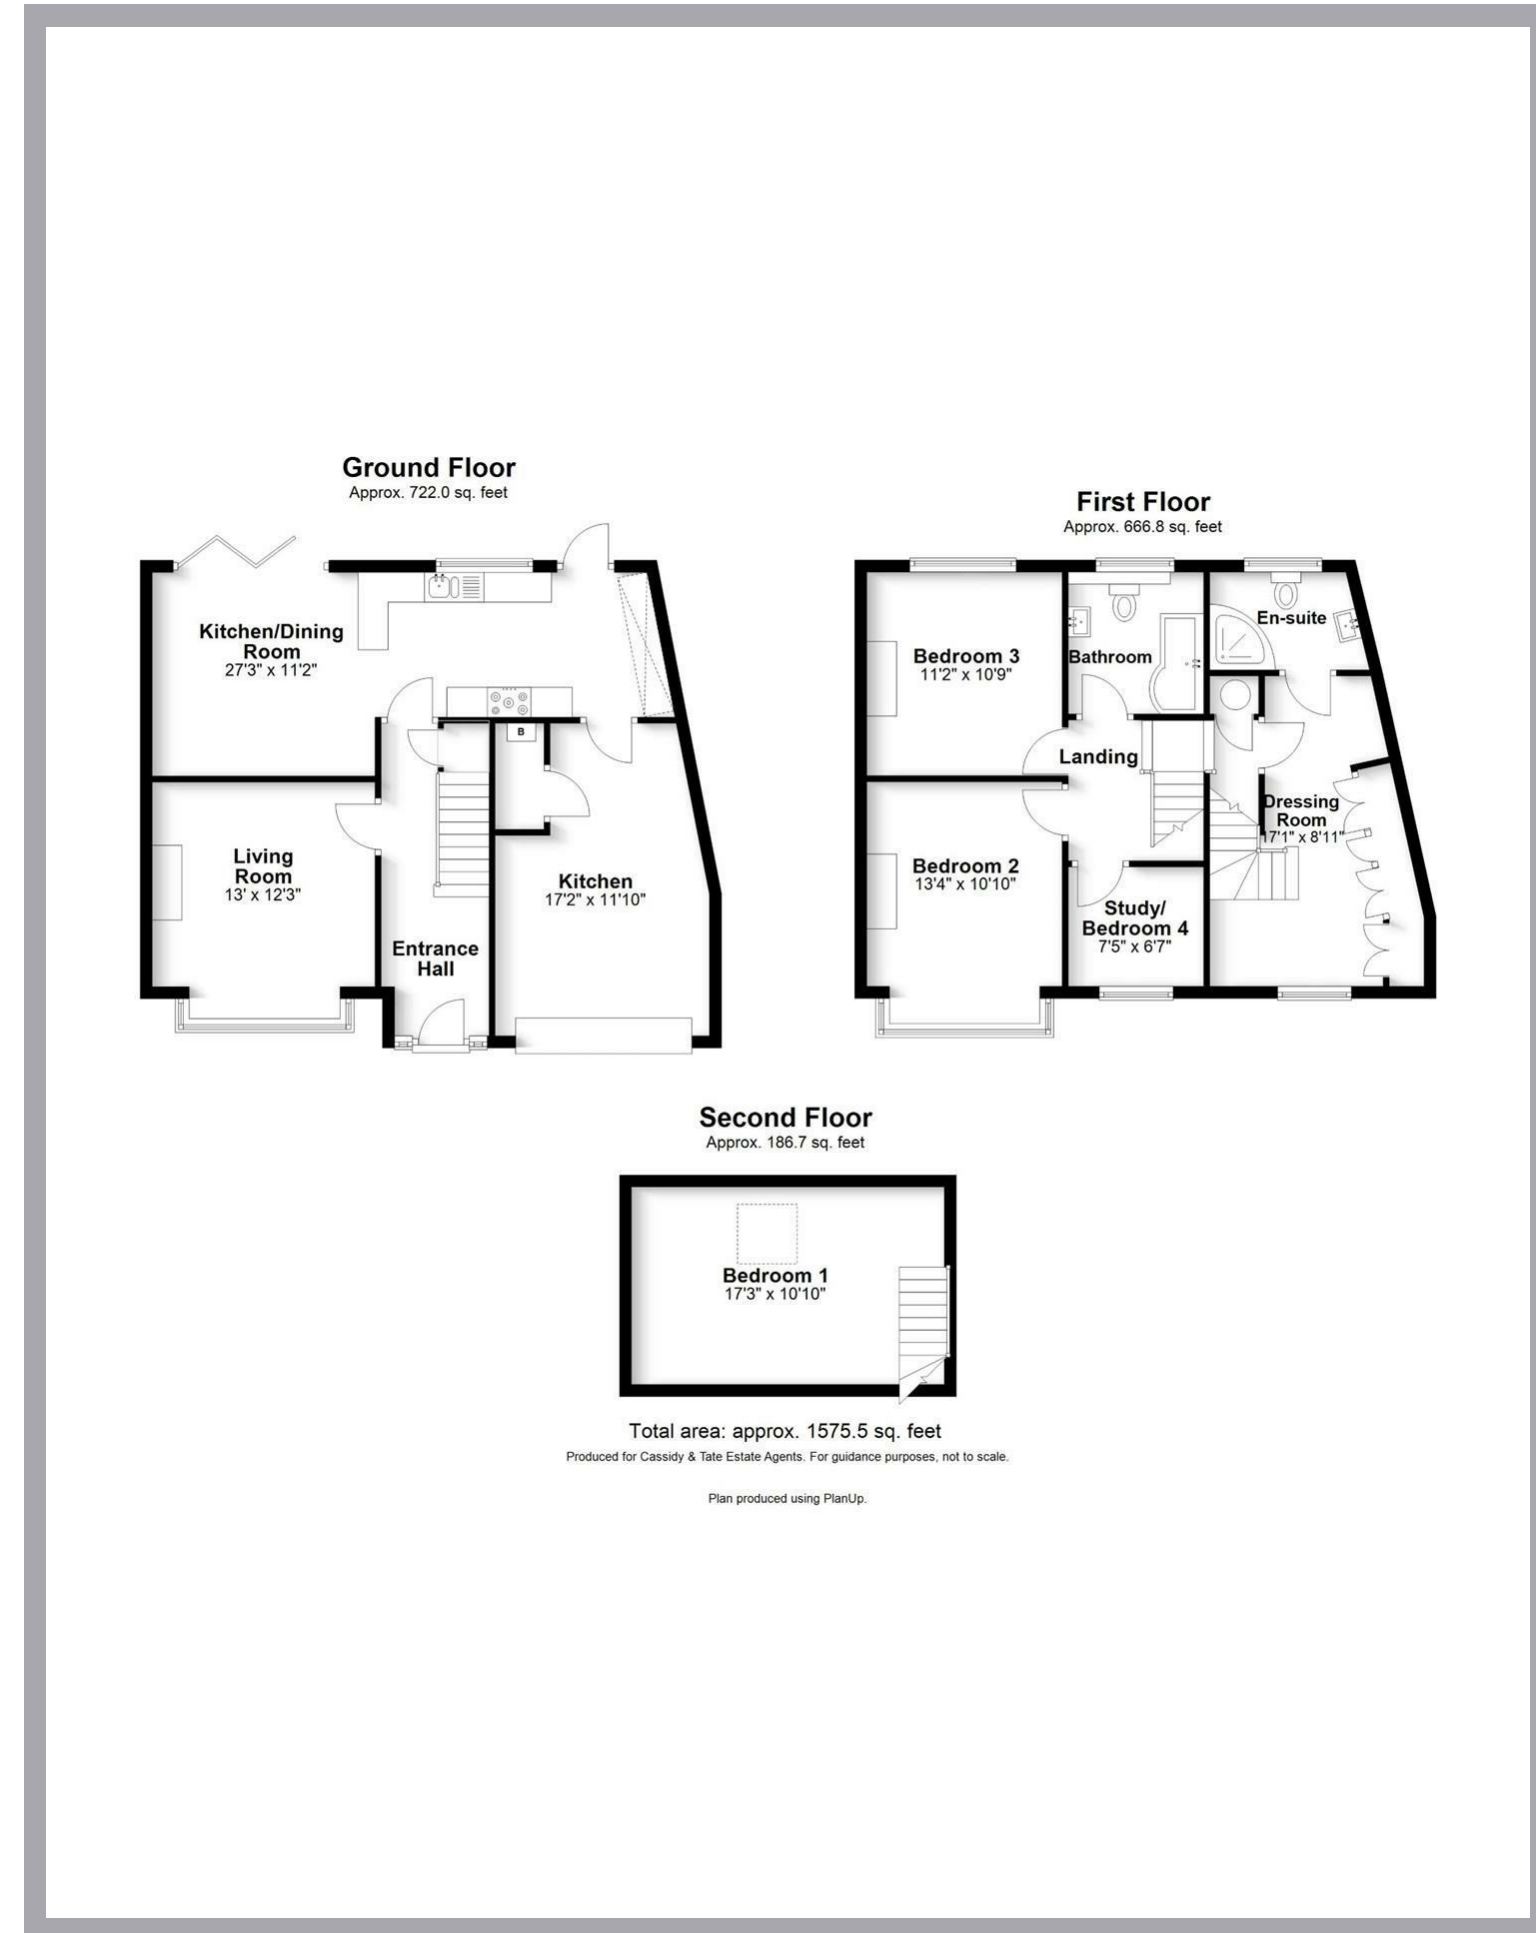 Ground Floor
Approx. 722.0 sq. feet
Kitchen/Dining
Room
27'3" x 11'2"
B
Living
Room
13' x 12'3"
Kitchen
17'2" x 11'10"
Entrance
Hall
First Floor
Approx. 666.8 sq. feet
En-suite
Bedroom 3
11'2" x 10'9"
Bathroom
Landing
Dressing
Room
17'1" x 8'11"
Bedroom 2
13'4" x 10'10"
Study/
Bedroom 4
7'5" x 6'7"
Second Floor
Approx. 186.7 sq. feet
Bedroom 1
17'3" x 10'10"
Total area: approx. 1575.5 sq. feet
Produced for Cassidy & Tate Estate Agents. For guidance purposes, not to scale.
Plan produced using PlanUp.